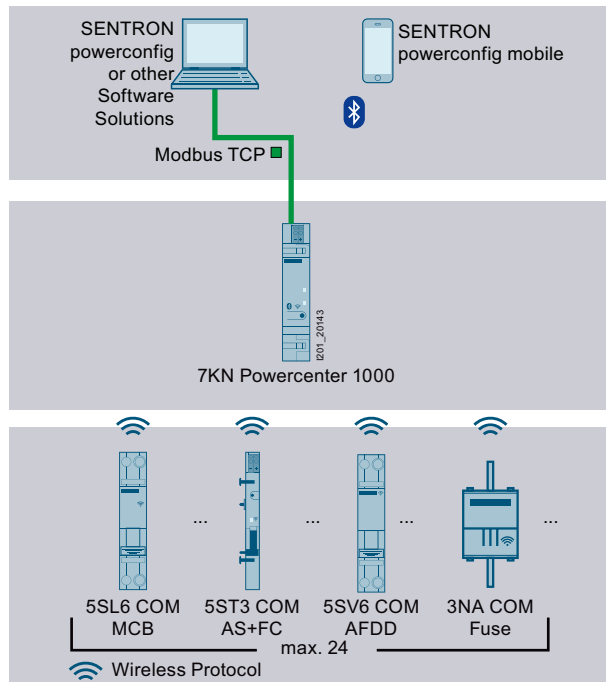 SENTRON
powerconfig
or other
Software
Solutions
SENTRON
powerconfig mobile
Modbus TCP
I201_20143
7KN Powercenter 1000
... ... ... ...
5SL6 COM
MCB
5ST3 COM
AS+FC
5SV6 COM
AFDD
3NA COM
Fuse
max. 24
Wireless Protocol